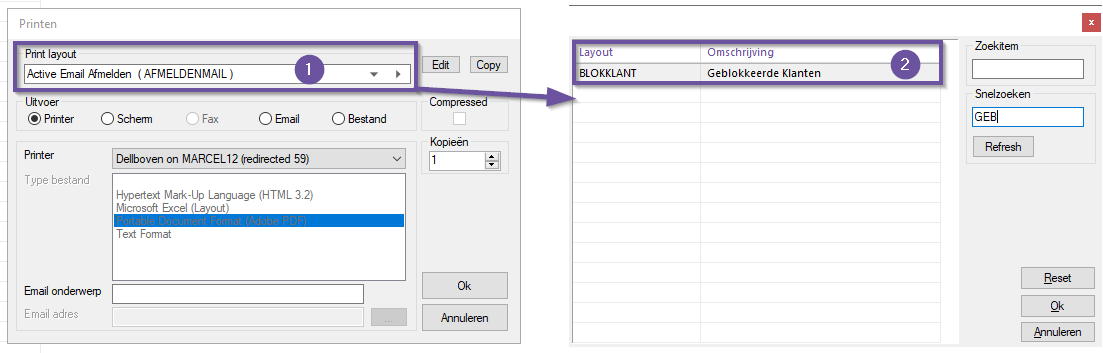 Printen
Print layout
Active Email Afmelden ( AFMELDENMAIL )
1
Edit
Copy
Uitvoer
Printer
Scherm
Fax
Email
Bestand
Compressed
Kopieën
1
Printer
Dellboven on MARCEL12 (redirected 59)
Type bestand
Hypertext Mark-Up Language (HTML 3.2)
Microsoft Excel (Layout)
Portable Document Format (Adobe PDF)
Text Format
Email onderwerp
Email adres
...
Ok
Annuleren
x
Layout
Omschrijving
2
BLOKKLANT
Geblokkeerde Klanten
Zoekitem
Snelzoeken
GEB
Refresh
Reset
Ok
Annuleren